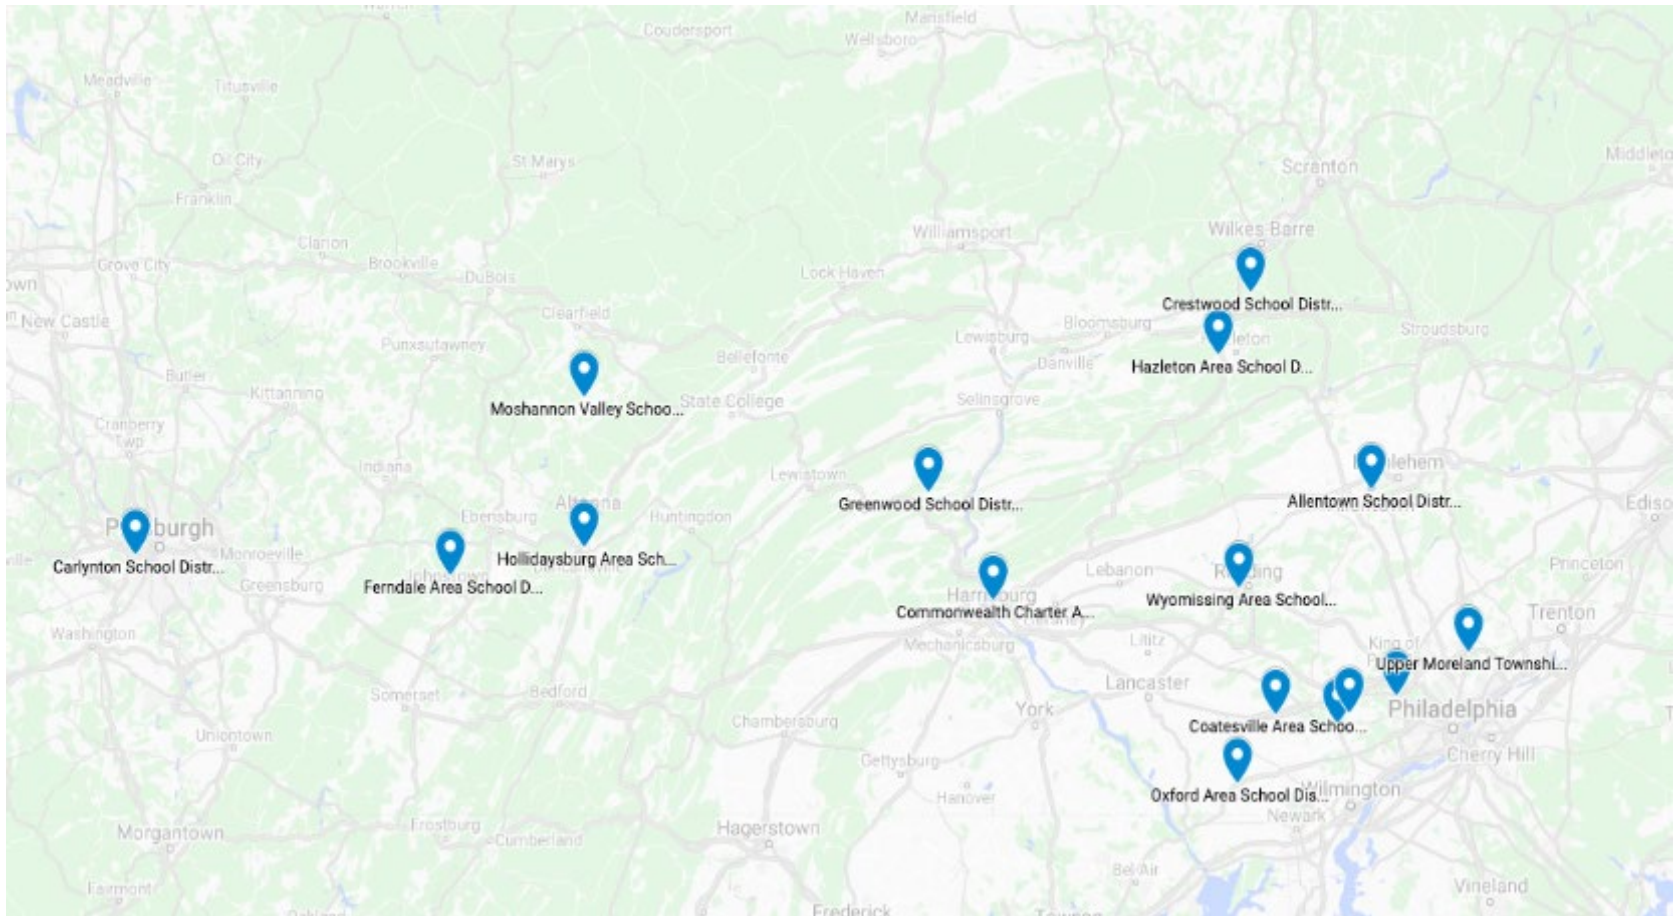 Mansfield
Coudersport
Wellsboro
Meadville
Titusville
Oil City
St Marys
Scranton
Franklin
Williamsport
Wilkes Barre
Clarion
Brookville
Grove City
DuBois
Lock Haven
Crestwood School Distr...
New Castle
Clearfield
Bloomsburg
Stroudsburg
Punxsutawney
Lewisburg
Bellefonte
Danville
Hazleton Area School D...
Butler
Kittanning
Moshannon Valley Schoo...
State College
Selinsgrove
Cranberry
Twp
Indiana
Lewistown
Greenwood School Distr...
Allentown School Distr...
Ebensburg
Huntingdon
Carlynton School Distr...
Monroeville
Greensburg
Ferndale Area School D...
Hollidaysburg Area Sch...
Lebanon
Princeton
Commonwealth Charter A...
Wyomissing Area School...
Trenton
Washington
Mechanicsburg
Lititz
King of
Upper Moreland Townshi...
Somerset
Bedford
Lancaster
York
Chambersburg
Philadelphia
Coatesville Area Schoo...
Uniontown
Gettysburg
Cherry Hill
Hanover
Oxford Area School Dis...
Wilmington
Newark
Morgantown
Frostburg
Cumberland
Hagerstown
Bel Air
Fairmont
Vineland
Frederick